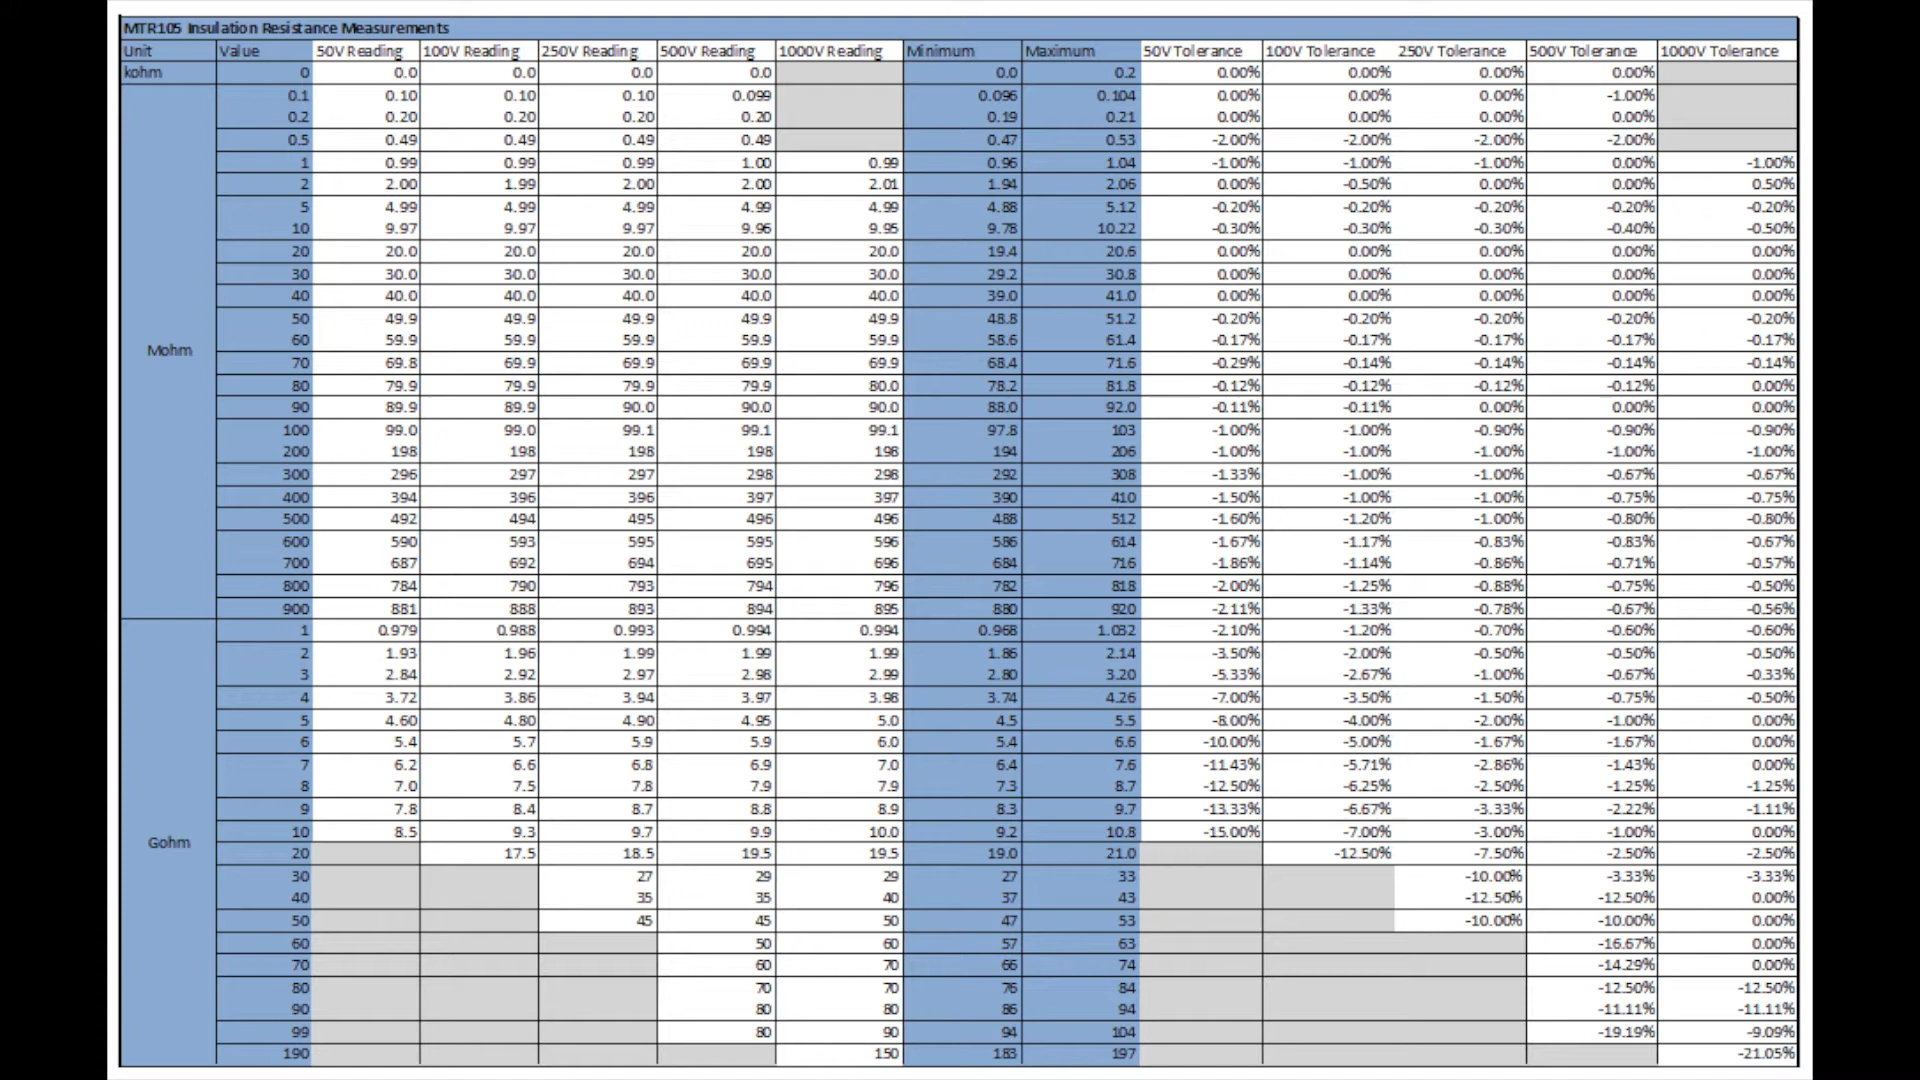 MTR105 Insulation Resistance Measurements
Unit Value 50V Reading 100V Reading 250V Reading 500V Reading 1000V Reading Minimum Maximum 50V Tolerance 100V Tolerance 250V Tolerance 500V Tolerance 1000V Tolerance
kohm 0 0.0 0.0 0.0 0.0 0.0 0.2 0.00% 0.00% 0.00% 0.00%
0.1 0.10 0.10 0.10 0.099 0.096 0.104 0.00% 0.00% 0.00% -1.00%
0.2 0.20 0.20 0.20 0.20 0.19 0.21 0.00% 0.00% 0.00% 0.00%
0.5 0.49 0.49 0.49 0.49 0.47 0.53 -2.00% -2.00% -2.00% -2.00%
1 0.99 0.99 0.99 1.00 0.99 0.96 1.04 -1.00% -1.00% -1.00% 0.00% -1.00%
2 2.00 1.99 2.00 2.00 2.01 1.94 2.06 0.00% -0.50% 0.00% 0.00% 0.50%
5 4.99 4.99 4.99 4.99 4.99 4.88 5.12 -0.20% -0.20% -0.20% -0.20% -0.20%
10 9.97 9.97 9.97 9.96 9.95 9.78 10.22 -0.30% -0.30% -0.30% -0.40% -0.50%
20 20.0 20.0 20.0 20.0 20.0 19.4 20.6 0.00% 0.00% 0.00% 0.00% 0.00%
30 30.0 30.0 30.0 30.0 30.0 29.2 30.8 0.00% 0.00% 0.00% 0.00% 0.00%
40 40.0 40.0 40.0 40.0 40.0 39.0 41.0 0.00% 0.00% 0.00% 0.00% 0.00%
50 49.9 49.9 49.9 49.9 49.9 48.8 51.2 -0.20% -0.20% -0.20% -0.20% -0.20%
60 59.9 59.9 59.9 59.9 59.9 58.6 61.4 -0.17% -0.17% -0.17% -0.17% -0.17%
Mohm
70 69.8 69.9 69.9 69.9 69.9 68.4 71.6 -0.29% -0.14% -0.14% -0.14% -0.14%
80 79.9 79.9 79.9 79.9 80.0 78.2 81.8 -0.12% -0.12% -0.12% -0.12% 0.00%
90 89.9 89.9 90.0 90.0 90.0 88.0 92.0 -0.11% -0.11% 0.00% 0.00% 0.00%
100 99.0 99.0 99.1 99.1 99.1 97.8 103 -1.00% -1.00% -0.90% -0.90% -0.90%
200 198 198 198 198 198 194 206 -1.00% -1.00% -1.00% -1.00% -1.00%
300 296 297 297 298 298 292 308 -1.33% -1.00% -1.00% -0.67% -0.67%
400 394 396 396 397 397 390 410 -1.50% -1.00% -1.00% -0.75% -0.75%
500 492 494 495 496 496 488 512 -1.60% -1.20% -1.00% -0.80% -0.80%
600 590 593 595 595 596 586 614 -1.67% -1.17% -0.83% -0.83% -0.67%
700 687 692 694 695 696 684 716 -1.86% -1.14% -0.86% -0.71% -0.57%
800 784 790 793 794 796 782 818 -2.00% -1.25% -0.88% -0.75% -0.50%
900 881 888 893 894 895 880 920 -2.11% -1.33% -0.78% -0.67% -0.56%
1 0.979 0.988 0.993 0.994 0.994 0.968 1.032 -2.10% -1.20% -0.70% -0.60% -0.60%
2 1.93 1.96 1.99 1.99 1.99 1.86 2.14 -3.50% -2.00% -0.50% -0.50% -0.50%
3 2.84 2.92 2.97 2.98 2.99 2.80 3.20 -5.33% -2.67% -1.00% -0.67% -0.33%
4 3.72 3.86 3.94 3.97 3.98 3.74 4.26 -7.00% -3.50% -1.50% -0.75% -0.50%
5 4.60 4.80 4.90 4.95 5.0 4.5 5.5 -8.00% -4.00% -2.00% -1.00% 0.00%
6 5.4 5.7 5.9 5.9 6.0 5.4 6.6 -10.00% -5.00% -1.67% -1.67% 0.00%
7 6.2 6.6 6.8 6.9 7.0 6.4 7.6 -11.43% -5.71% -2.86% -1.43% 0.00%
8 7.0 7.5 7.8 7.9 7.9 7.3 8.7 -12.50% -6.25% -2.50% -1.25% -1.25%
9 7.8 8.4 8.7 8.8 8.9 8.3 9.7 -13.33% -6.67% -3.33% -2.22% -1.11%
10 8.5 9.3 9.7 9.9 10.0 9.2 10.8 -15.00% -7.00% -3.00% -1.00% 0.00%
Gohm
20 17.5 18.5 19.5 19.5 19.0 21.0 -12.50% -7.50% -2.50% -2.50%
30 27 29 29 27 33 -10.00% -3.33% -3.33%
40 35 35 40 37 43 -12.50% -12.50% 0.00%
50 45 45 50 47 53 -10.00% -10.00% 0.00%
60 50 60 57 63 -16.67% 0.00%
70 60 70 66 74 -14.29% 0.00%
80 70 70 76 84 -12.50% -12.50%
90 80 80 86 94 -11.11% -11.11%
99 80 90 94 104 -19.19% -9.09%
190 150 183 197 -21.05%